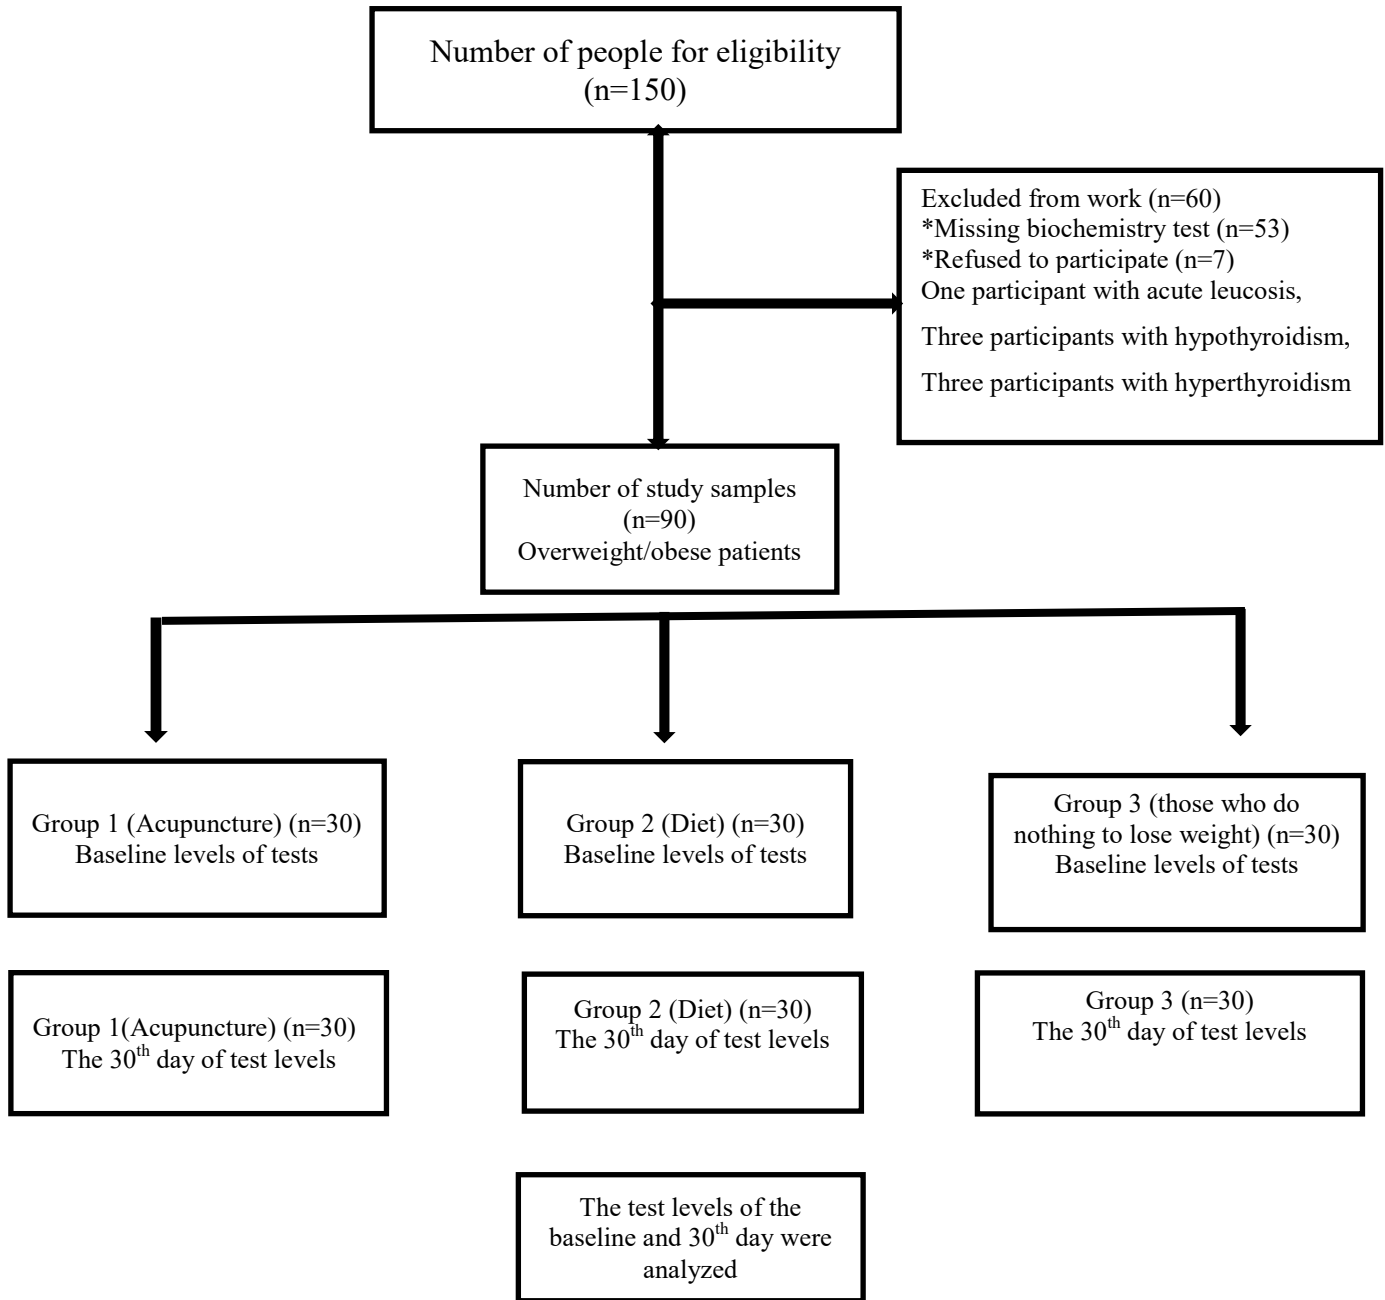 Number of people for eligibility
(n=150)
Excluded from work (n=60)
*Missing biochemistry test (n=53)
*Refused to participate (n=7)
One participant with acute leucosis,
Three participants with hypothyroidism,
Three participants with hyperthyroidism
Number of study samples
(n=90)
Overweight/obese patients
Group 1 (Acupuncture) (n=30)
Baseline levels of tests
Group 2 (Diet) (n=30)
Baseline levels of tests
Group 3 (those who do
nothing to lose weight) (n=30)
Baseline levels of tests
Group 1(Acupuncture) (n=30)
The 30th day of test levels
Group 2 (Diet) (n=30)
The 30th day of test levels
Group 3 (n=30)
The 30th day of test levels
The test levels of the
baseline and 30th day were
analyzed